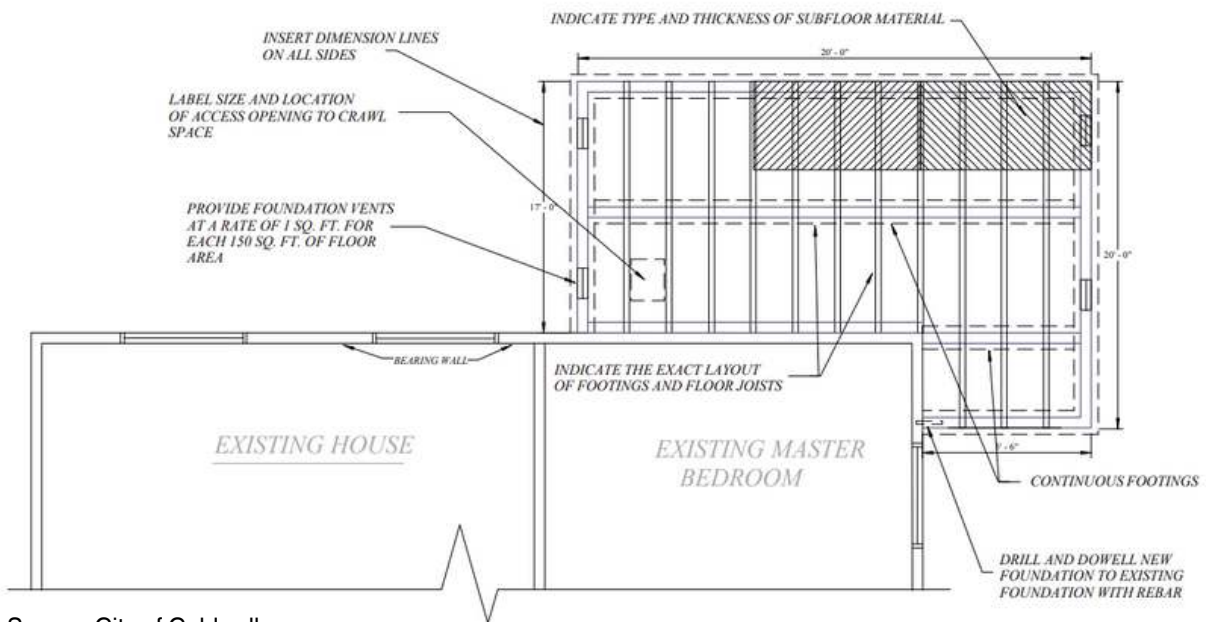 INDICATE TYPE AND THICKNESS OF SUBFLOOR MATERIAL
20' - 0"
INSERT DIMENSION LINES
ON ALL SIDES
LABEL SIZE AND LOCATION
OF ACCESS OPENING TO CRAWL
SPACE
PROVIDE FOUNDATION VENTS
AT A RATE OF 1 SQ. FT. FOR
EACH 150 SQ. FT. OF FLOOR
AREA
17' - 0"
20' - 0"
BEARING WALL
INDICATE THE EXACT LAYOUT
OF FOOTINGS AND FLOOR JOISTS
EXISTING HOUSE
EXISTING MASTER
BEDROOM
- 6"
CONTINUOUS FOOTINGS
DRILL AND DOWELL NEW
FOUNDATION TO EXISTING
FOUNDATION WITH REBAR